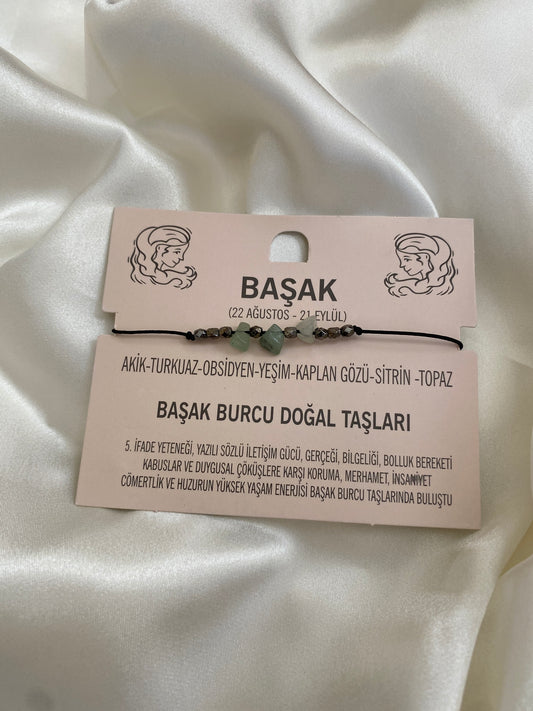 BAŞAK
(22 AĞUSTOS - 21 EYLÜL)
AKİK-TURKUAZ-OBSİDYEN-YEŞİM-KAPLAN GÖZÜ-SİTRİN -TOPAZ
BAŞAK BURCU DOĞAL TAŞLARI
5. İFADE YETENEĞİ, YAZILI SÖZLÜ İLETİŞİM GÜCÜ, GERÇEĞİ, BİLGELİĞİ, BOLLUK BEREKETİ
KABUSLAR VE DUYGUSAL ÇÖKÜŞLERE KARŞI KORUMA, MERHAMET, İNSANİYET
CÖMERTLİK VE HUZURUN YÜKSEK YAŞAM ENERJİSİ BAŞAK BURCU TAŞLARINDA BULUŞTU